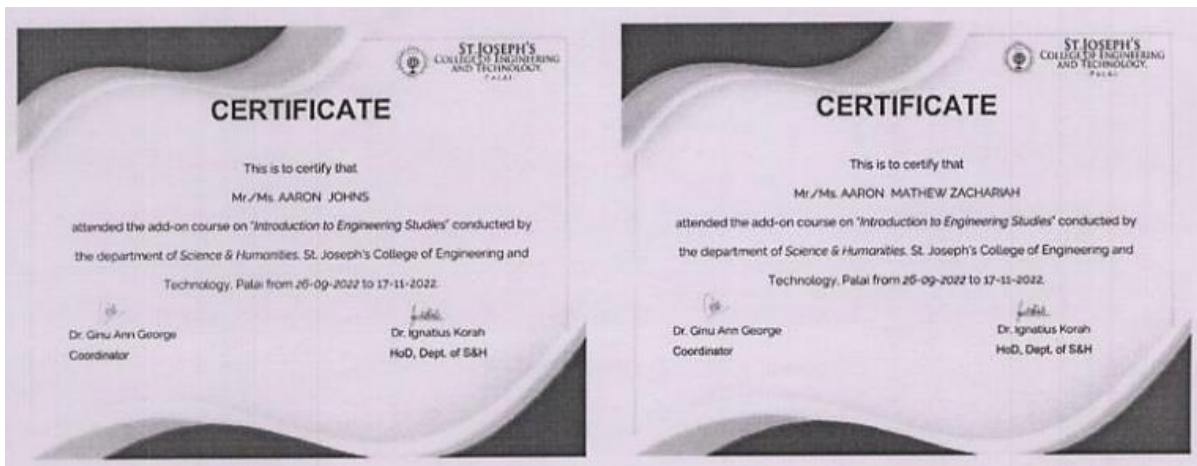 ST.JOSEPH'S
COLLEGE OF ENGINEERING
AND TECHNOLOGY,
PALAI
CERTIFICATE
This is to certify that
Mr./Ms. AARON JOHNS
attended the add-on course on "Introduction to Engineering Studies" conducted by
the department of Science & Humanities, St. Joseph's College of Engineering and
Technology, Palai from 26-09-2022 to 17-11-2022.
Dr. Ginu Ann George
Coordinator
Dr. Ignatius Korah
HoD, Dept. of S&H
ST.JOSEPH'S
COLLEGE OF ENGINEERING
AND TECHNOLOGY,
PALAI
CERTIFICATE
This is to certify that
Mr./Ms. AARON MATHEW ZACHARIAH
attended the add-on course on "Introduction to Engineering Studies" conducted by
the department of Science & Humanities, St. Joseph's College of Engineering and
Technology, Palai from 26-09-2022 to 17-11-2022.
Dr. Ginu Ann George
Coordinator
Dr. Ignatius Korah
HoD, Dept. of S&H